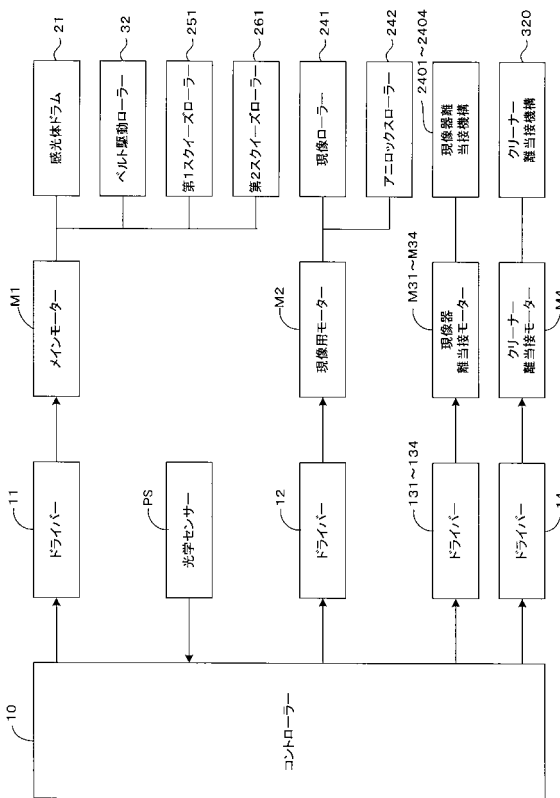 10
コントローラー
11
ドライバー
M1
メインモーター
21
感光体ドラム
32
ベルト駆動ローラー
251
第1スクイーズローラー
261
第2スクイーズローラー
PS
光学センサー
12
ドライバー
M2
現像用モーター
241
現像ローラー
242
アニロックスローラー
131～134
ドライバー
M31～M34
現像器
離当接モーター
2401～2404
現像器離
当接機構
14
ドライバー
M4
クリーナー
離当接モーター
320
クリーナー
離当接機構